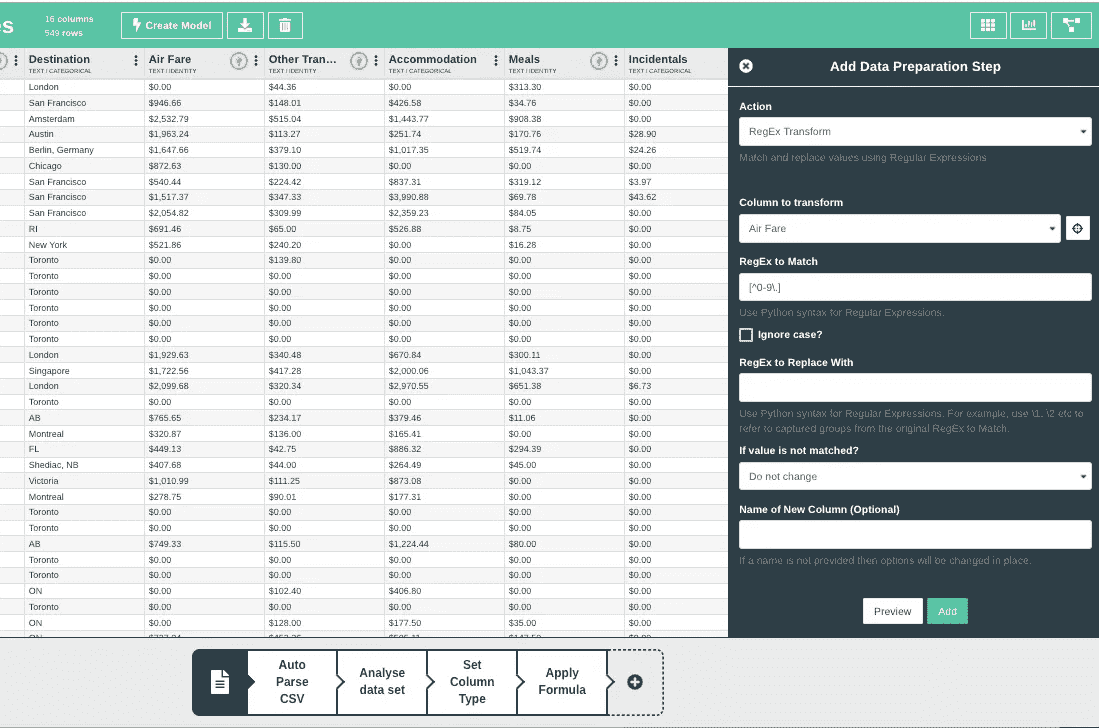 es
16 columns
549 rows
Create Model
Destination Air Fare Other Tran... Accommodation Meals Incidentals
TEXT / CATEGORICAL TEXT / IDENTITY TEXT / IDENTITY TEXT / CATEGORICAL TEXT / IDENTITY TEXT / CATEGORICAL
London $0.00 $44.36 $0.00 $313.30 $0.00
San Francisco $946.66 $148.01 $426.58 $34.76 $0.00
Amsterdam $2,532.79 $515.04 $1,443.77 $908.38 $0.00
Austin $1,963.24 $113.27 $251.74 $170.76 $28.90
Berlin, Germany $1,647.66 $379.10 $1,017.35 $519.74 $24.26
Chicago $872.63 $130.00 $0.00 $0.00 $0.00
San Francisco $540.44 $224.42 $837.31 $319.12 $3.97
San Francisco $1,517.37 $347.33 $3,990.88 $69.78 $43.62
San Francisco $2,054.82 $309.99 $2,359.23 $84.05 $0.00
RI $691.46 $65.00 $526.88 $8.75 $0.00
New York $521.86 $240.20 $0.00 $16.28 $0.00
Toronto $0.00 $139.80 $0.00 $0.00 $0.00
Toronto $0.00 $0.00 $0.00 $0.00 $0.00
Toronto $0.00 $0.00 $0.00 $0.00 $0.00
Toronto $0.00 $0.00 $0.00 $0.00 $0.00
Toronto $0.00 $0.00 $0.00 $0.00 $0.00
Toronto $0.00 $0.00 $0.00 $0.00 $0.00
London $1,929.63 $340.48 $670.84 $300.11 $0.00
Singapore $1,722.56 $417.28 $2,000.06 $1,043.37 $0.00
London $2,099.68 $320.34 $2,970.55 $651.38 $6.73
Toronto $0.00 $0.00 $0.00 $0.00 $0.00
AB $765.65 $234.17 $379.46 $11.06 $0.00
Montreal $320.87 $136.00 $165.41 $0.00 $0.00
FL $449.13 $42.75 $886.32 $294.39 $0.00
Shediac, NB $407.68 $44.00 $264.49 $45.00 $0.00
Victoria $1,010.99 $111.25 $873.08 $0.00 $0.00
Montreal $278.75 $90.01 $177.31 $0.00 $0.00
Toronto $0.00 $0.00 $0.00 $0.00 $0.00
Toronto $0.00 $0.00 $0.00 $0.00 $0.00
AB $749.33 $115.50 $1,224.44 $80.00 $0.00
Toronto $0.00 $0.00 $0.00 $0.00 $0.00
Toronto $0.00 $0.00 $0.00 $0.00 $0.00
ON $0.00 $102.40 $406.80 $0.00 $0.00
Toronto $0.00 $0.00 $0.00 $0.00 $0.00
ON $0.00 $128.00 $177.50 $35.00 $0.00
Add Data Preparation Step
Action
RegEx Transform
Match and replace values using Regular Expressions
Column to transform
Air Fare
RegEx to Match
[^0-9\.]
Use Python syntax for Regular Expressions.
Ignore case?
RegEx to Replace With
Use Python syntax for Regular Expressions. For example, use \1, \2 etc to
refer to captured groups from the original RegEx to Match.
If value is not matched?
Do not change
Name of New Column (Optional)
If a name is not provided then options will be changed in place.
Preview Add
Auto
Parse
CSV
Analyse
data set
Set
Column
Type
Apply
Formula